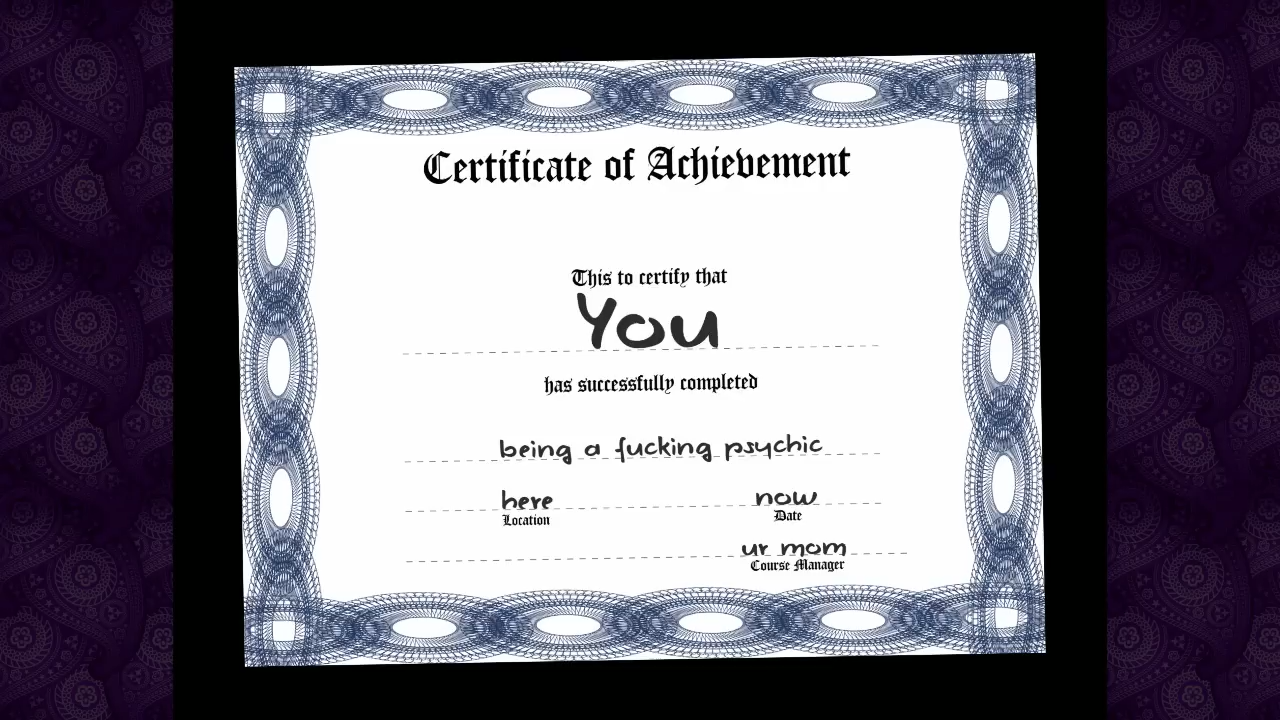 Certificate of Achievement
This to certify that
You
has successfully completed
being a fucking psychic
here now
Location Date
ur mom
Course Manager